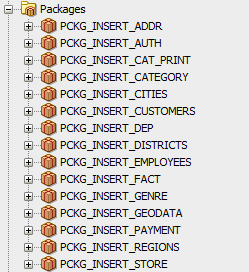 Packages
PCKG_INSERT_ADDR
PCKG_INSERT_AUTH
PCKG_INSERT_CAT_PRINT
PCKG_INSERT_CATEGORY
PCKG_INSERT_CITIES
PCKG_INSERT_CUSTOMERS
PCKG_INSERT_DEP
PCKG_INSERT_DISTRICTS
PCKG_INSERT_EMPLOYEES
PCKG_INSERT_FACT
PCKG_INSERT_GENRE
PCKG_INSERT_GEODATA
PCKG_INSERT_PAYMENT
PCKG_INSERT_REGIONS
PCKG_INSERT_STORE